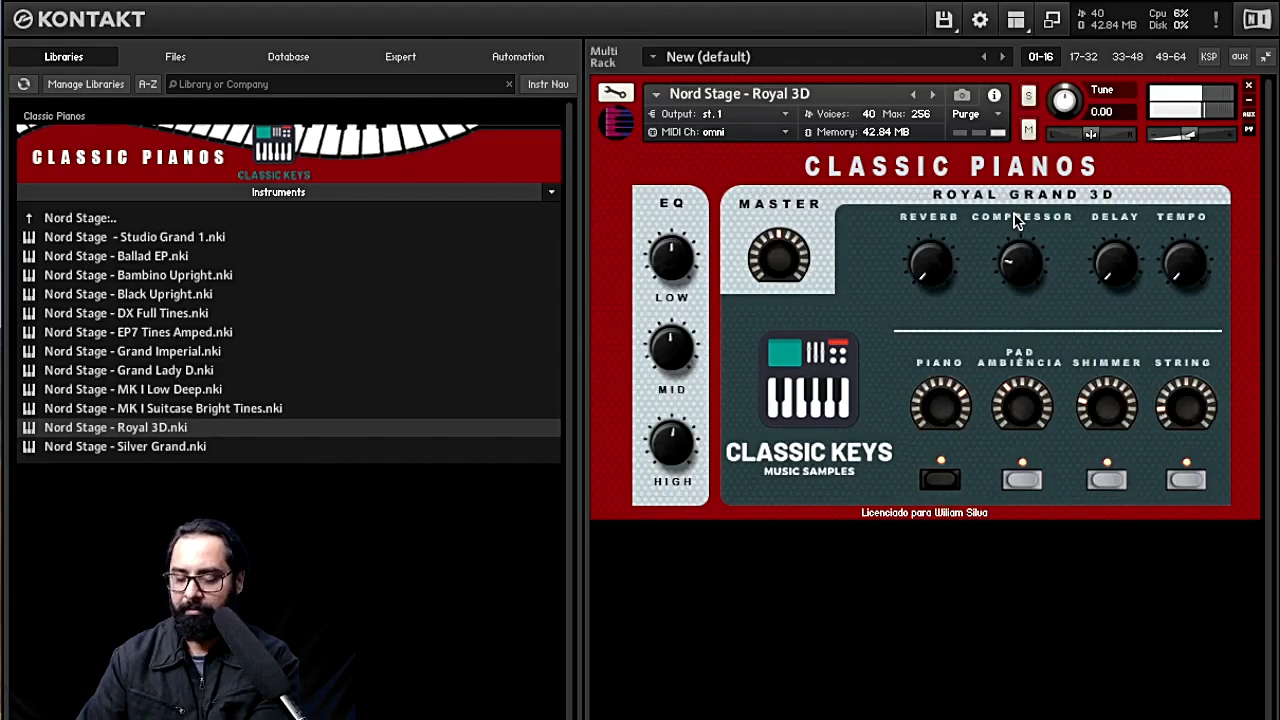 KONTAKT
40
42.84 MB
Cpu 6%
Disk 0%
Libraries Files Database Expert Automation
Multi
Rack
New (default)
01-16 17-32 33-48 49-64 KSP aux
Manage Libraries A-Z Library or Company Instr Nav
Nord Stage - Royal 3D
Output: st.1
Voices: 40 Max: 256
Purge
MIDI Ch: omni
Memory: 42.84 MB
S
M
Tune
0.00
L R
AUX
PV
Classic Pianos
CLASSIC PIANOS
CLASSIC KEYS
Instruments
Nord Stage:..
Nord Stage - Studio Grand 1.nki
Nord Stage - Ballad EP.nki
Nord Stage - Bambino Upright.nki
Nord Stage - Black Upright.nki
Nord Stage - DX Full Tines.nki
Nord Stage - EP7 Tines Amped.nki
Nord Stage - Grand Imperial.nki
Nord Stage - Grand Lady D.nki
Nord Stage - MK I Low Deep.nki
Nord Stage - MK I Suitcase Bright Tines.nki
Nord Stage - Royal 3D.nki
Nord Stage - Silver Grand.nki
CLASSIC PIANOS
ROYAL GRAND 3D
EQ
LOW
MID
HIGH
MASTER
REVERB COMPRESSOR DELAY TEMPO
PIANO PAD AMBIÊNCIA SHIMMER STRING
CLASSIC KEYS
MUSIC SAMPLES
Licenciado para Wiliam Silva